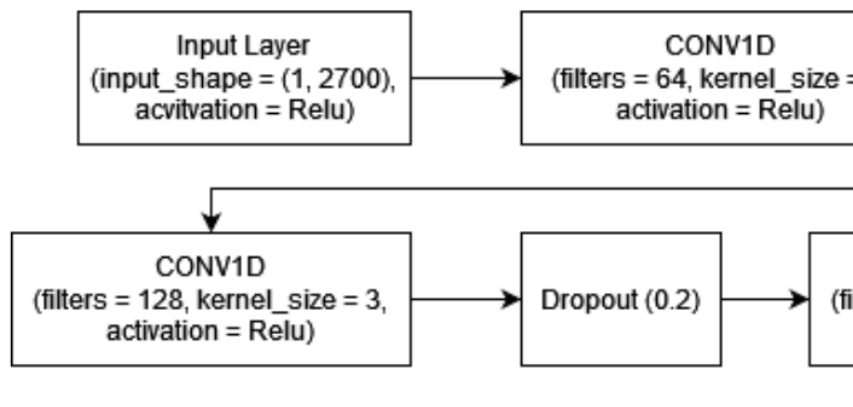 Input Layer
(input_shape = (1, 2700),
acvitvation = Relu)
CONV1D
(filters = 64, kernel_size =
activation = Relu)
CONV1D
(filters = 128, kernel_size = 3,
activation = Relu)
Dropout (0.2)
(fi